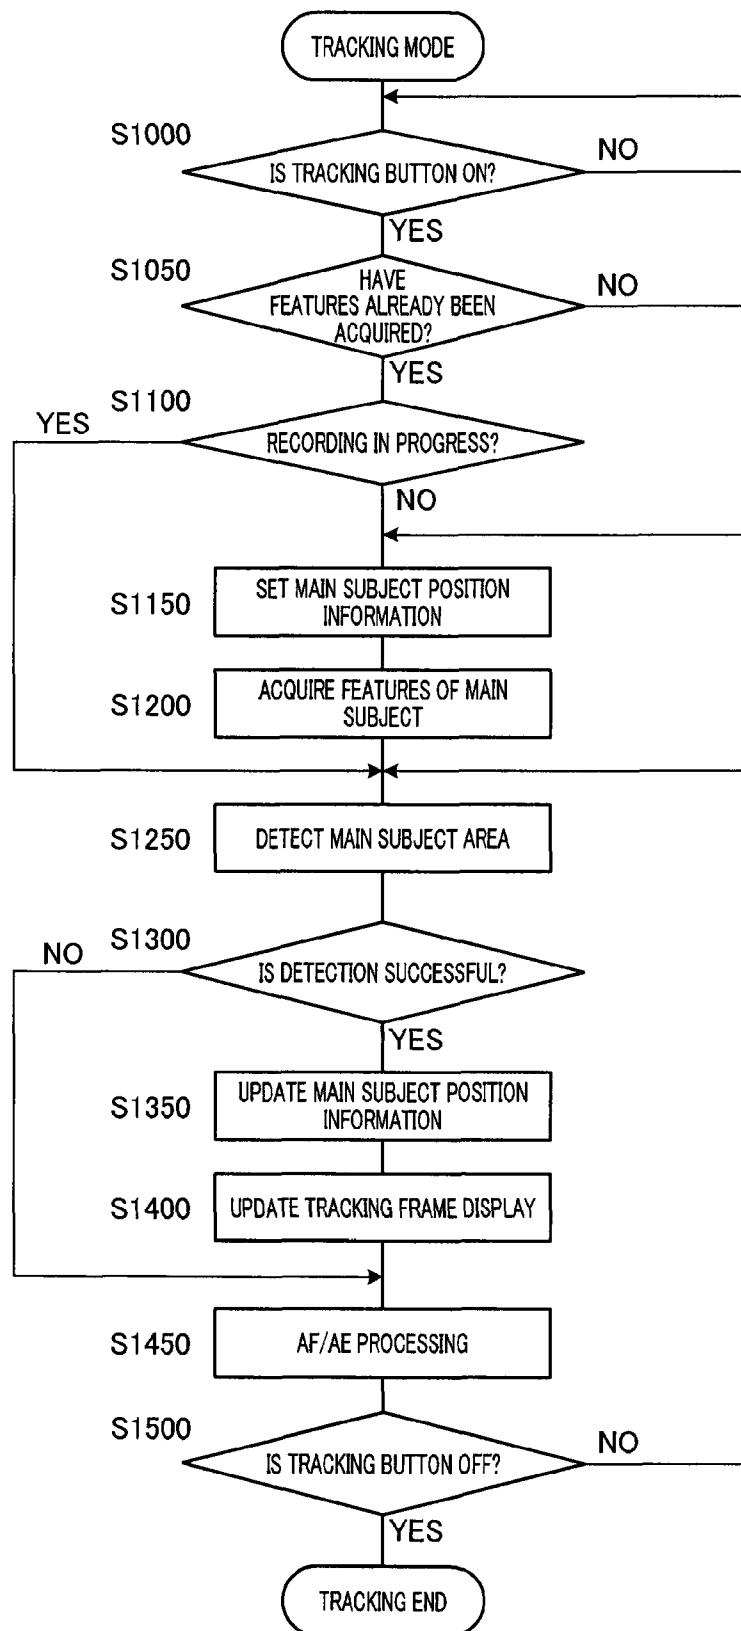 TRACKING MODE
S1000
IS TRACKING BUTTON ON?
NO
YES
S1050
HAVE
FEATURES ALREADY BEEN
ACQUIRED?
NO
YES
S1100
YES
RECORDING IN PROGRESS?
NO
S1150
SET MAIN SUBJECT POSITION
INFORMATION
S1200
ACQUIRE FEATURES OF MAIN
SUBJECT
S1250
DETECT MAIN SUBJECT AREA
S1300
NO
IS DETECTION SUCCESSFUL?
YES
S1350
UPDATE MAIN SUBJECT POSITION
INFORMATION
S1400
UPDATE TRACKING FRAME DISPLAY
S1450
AF/AE PROCESSING
S1500
IS TRACKING BUTTON OFF?
NO
YES
TRACKING END